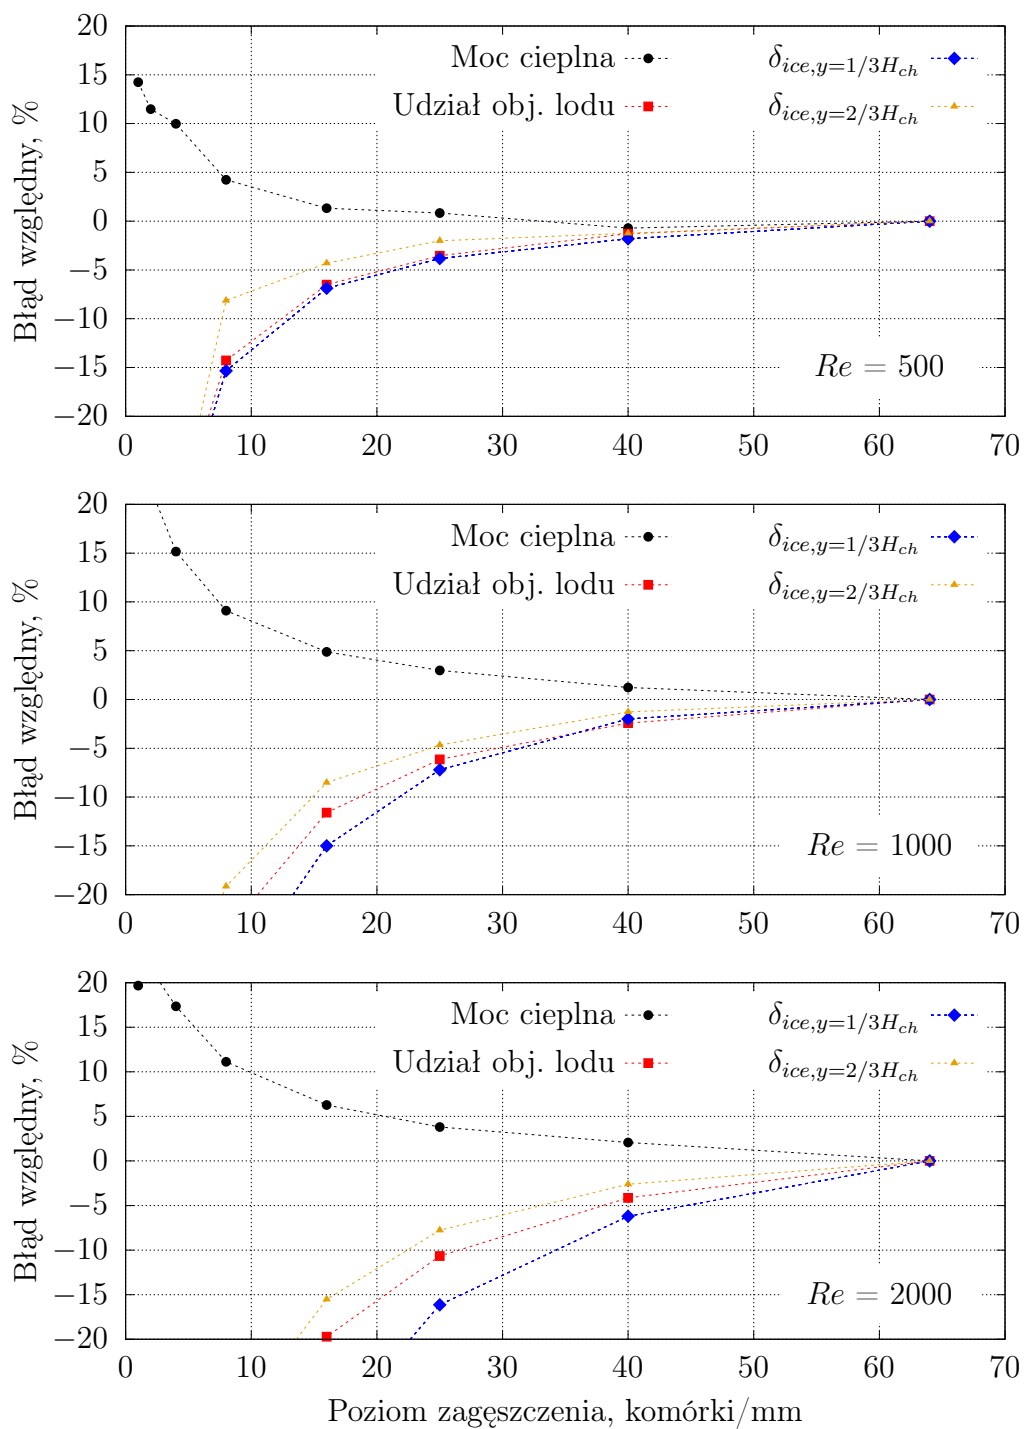 20
15
10
5
0
−5
−10
−15
−20
Błąd względny, %
Moc cieplna
Udział obj. lodu
δice,y=1/3Hch
δice,y=2/3Hch
Re = 500
0 10 20 30 40 50 60 70
20
15
10
5
0
−5
−10
−15
−20
Błąd względny, %
Moc cieplna
Udział obj. lodu
δice,y=1/3Hch
δice,y=2/3Hch
Re = 1000
0 10 20 30 40 50 60 70
20
15
10
5
0
−5
−10
−15
−20
Błąd względny, %
Moc cieplna
Udział obj. lodu
δice,y=1/3Hch
δice,y=2/3Hch
Re = 2000
0 10 20 30 40 50 60 70
Poziom zagęszczenia, komórki/mm